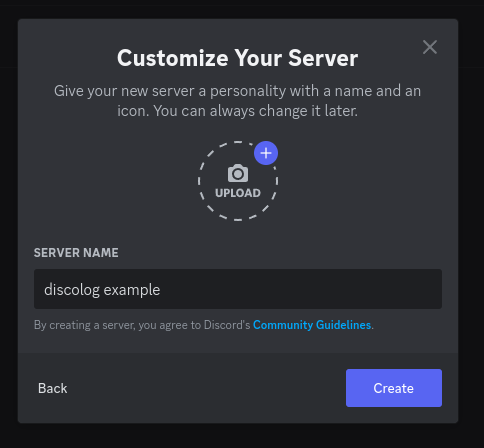 Customize Your Server
Give your new server a personality with a name and an
icon. You can always change it later.
UPLOAD
SERVER NAME
discolog example
By creating a server, you agree to Discord's Community Guidelines.
Back
Create